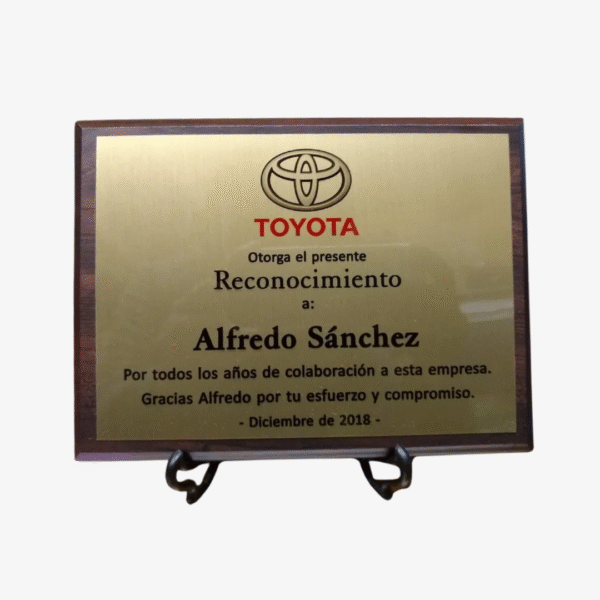 TOYOTA
Otorga el presente
Reconocimiento
a:
Alfredo Sánchez
Por todos los años de colaboración a esta empresa.
Gracias Alfredo por tu esfuerzo y compromiso.
- Diciembre de 2018 -